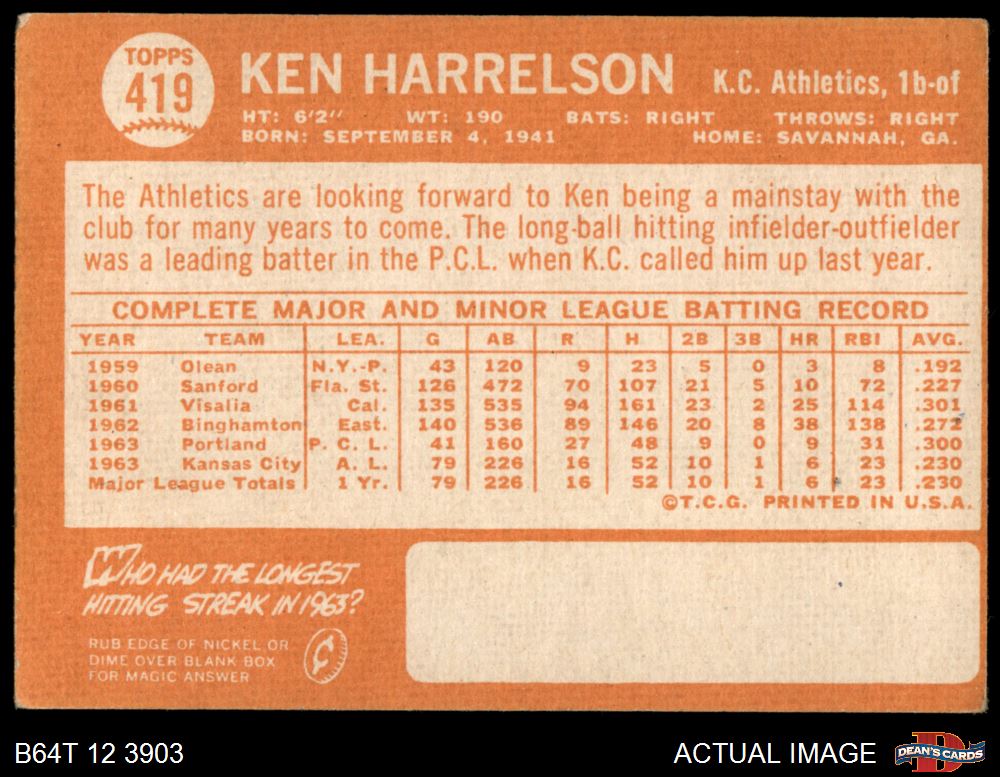 TOPPS
419
KEN HARRELSON K.C. Athletics, 1b-of
HT: 6'2" WT: 190 BATS: RIGHT THROWS: RIGHT
BORN: SEPTEMBER 4, 1941 HOME: SAVANNAH, GA.
The Athletics are looking forward to Ken being a mainstay with the
club for many years to come. The long-ball hitting infielder-outfielder
was a leading batter in the P.C.L. when K.C. called him up last year.
COMPLETE MAJOR AND MINOR LEAGUE BATTING RECORD
YEAR TEAM LEA. G AB R H 2B 3B HR RBI AVG.
1959 Olean N.Y.-P. 43 120 9 23 5 0 3 8 .192
1960 Sanford Fla. St. 126 472 70 107 21 5 10 72 .227
1961 Visalia Cal. 135 535 94 161 23 2 25 114 .301
1962 Binghamton East. 140 536 89 146 20 8 38 138 .272
1963 Portland P. C. L. 41 160 27 48 9 0 9 31 .300
1963 Kansas City A. L. 79 226 16 52 10 1 6 23 .230
Major League Totals 1 Yr. 79 226 16 52 10 1 6 23 .230
©T.C.G. PRINTED IN U.S.A.
WHO HAD THE LONGEST
HITTING STREAK IN 1963?
RUB EDGE OF NICKEL OR
DIME OVER BLANK BOX
FOR MAGIC ANSWER
B64T 12 3903 ACTUAL IMAGE DEAN'S CARDS